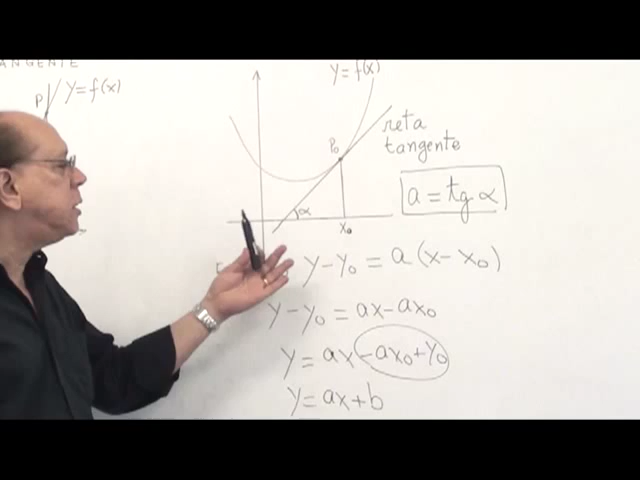 ANGENTE
P y=f(x)
y=f(x)
reta
tangente
P₀
a = tg α
α
x₀
y-y₀ = a(x-x₀)
y-y₀ = ax-ax₀
y = ax-ax₀+y₀
y = ax+b